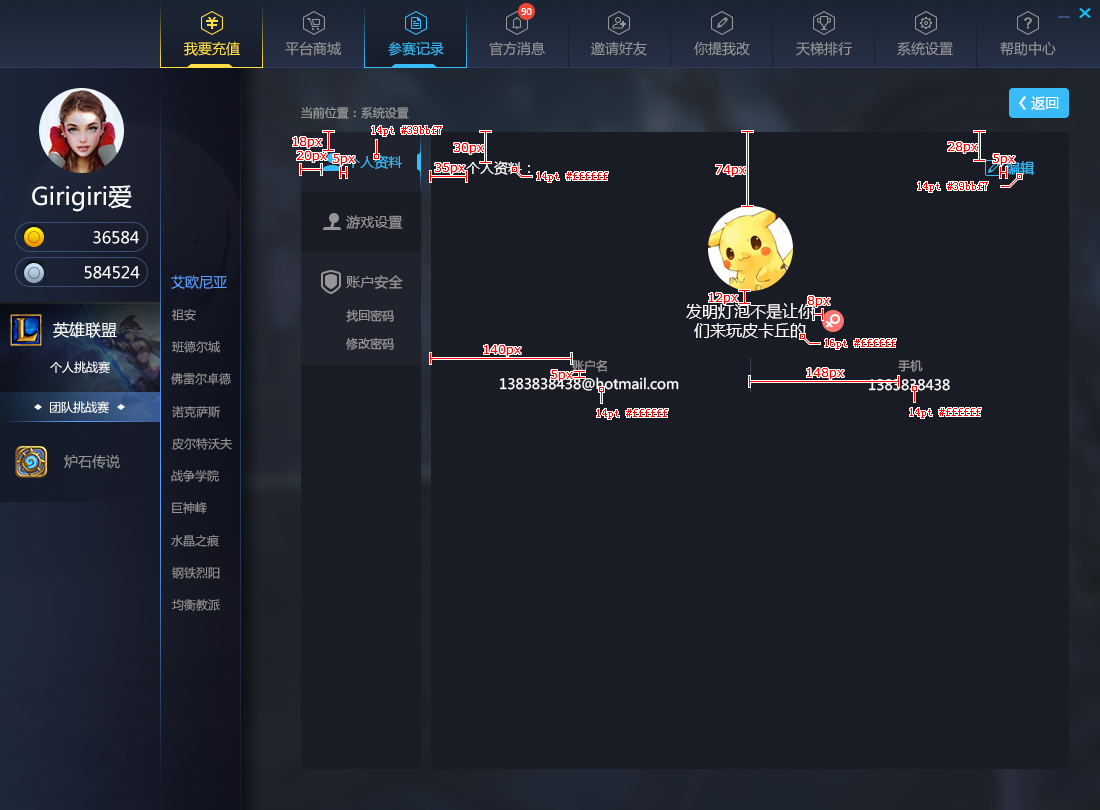 我要充值
平台商城
参赛记录
官方消息
90
邀请好友
你提我改
天梯排行
系统设置
帮助中心
当前位置：系统设置
返回
Girigiri爱
36584
584524
英雄联盟
个人挑战赛
团队挑战赛
炉石传说
艾欧尼亚
祖安
班德尔城
佛雷尔卓德
诺克萨斯
皮尔特沃夫
战争学院
巨神峰
水晶之痕
钢铁烈阳
均衡教派
18px
14pt #39bbf7
20px
5px
个人资料
游戏设置
账户安全
找回密码
修改密码
30px
35px
个人资料：
14pt #ffffff
74px
28px
5px
编辑
14pt #39bbf7
12px
8px
发明灯泡不是让你
们来玩皮卡丘的
16pt #ffffff
140px
账户名
5px
1383838438@hotmail.com
14pt #ffffff
148px
手机
1383838438
14pt #ffffff